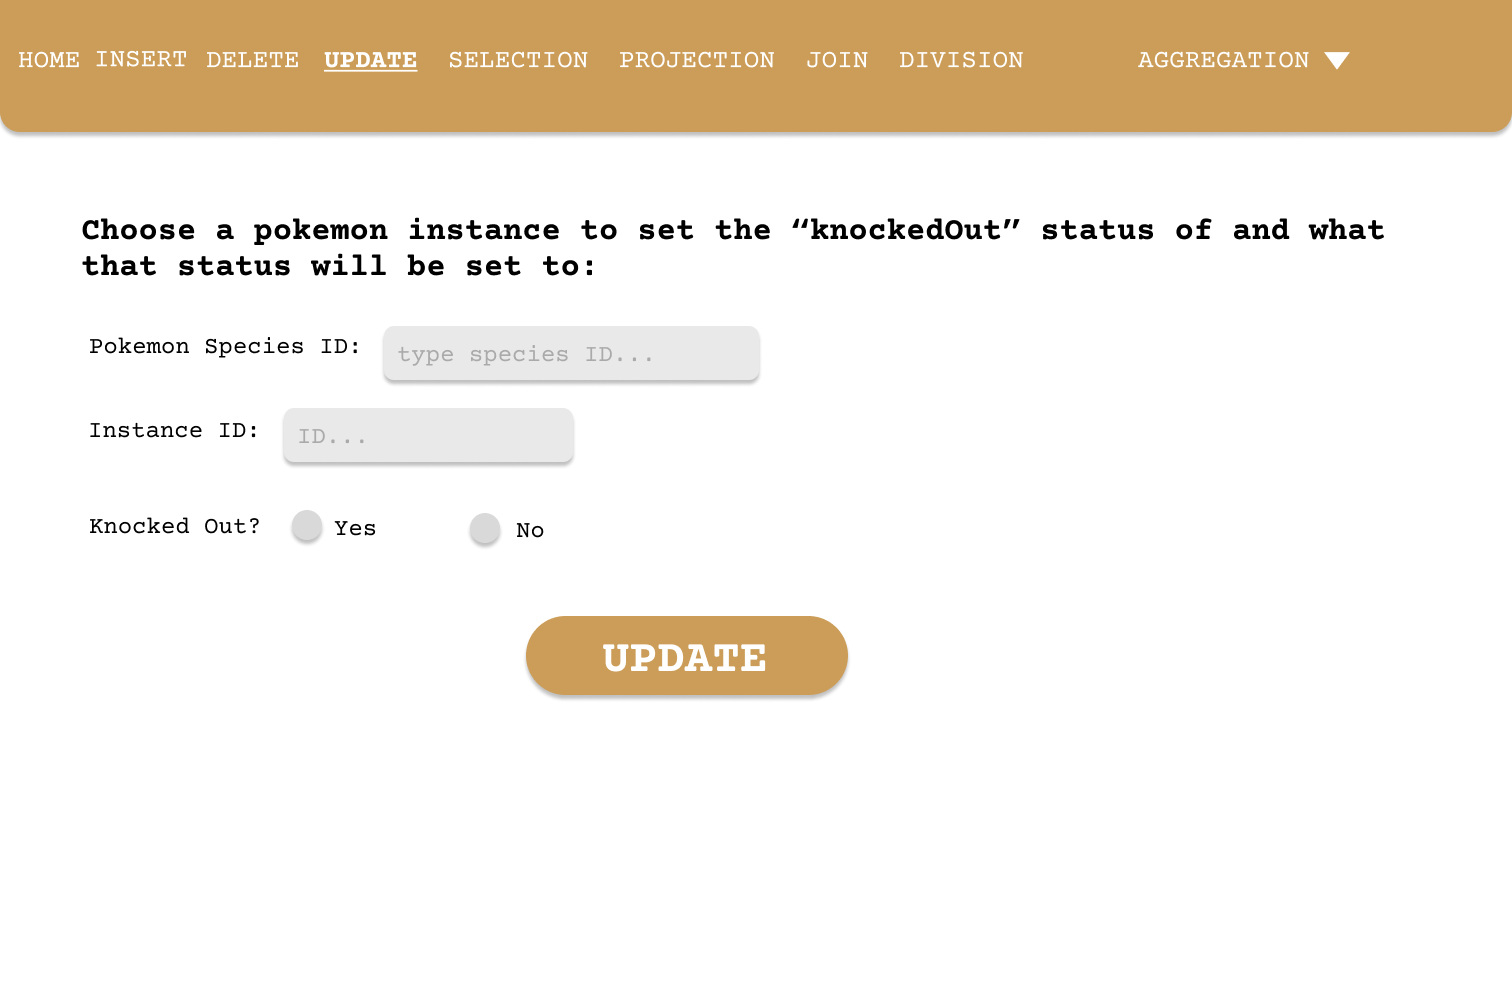 HOME INSERT DELETE UPDATE SELECTION PROJECTION JOIN DIVISION AGGREGATION
Choose a pokemon instance to set the “knockedOut” status of and what
that status will be set to:
Pokemon Species ID: type species ID...
Instance ID: ID...
Knocked Out? Yes No
UPDATE